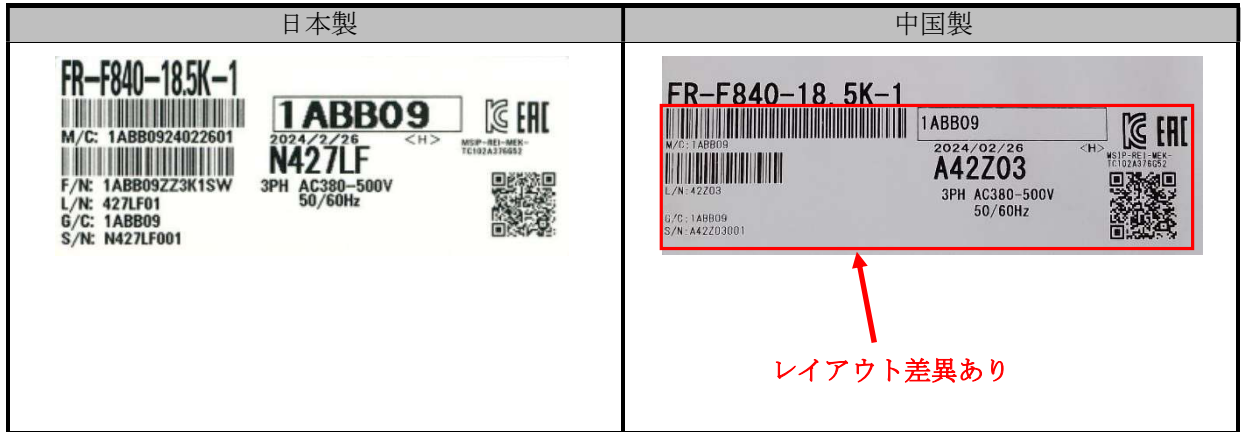 日本製
中国製
FR-F840-18.5K-1
M/C: 1ABB0924022601
F/N: 1ABB09ZZ3K1SW
L/N: 427LF01
G/C: 1ABB09
S/N: N427LF001
1ABB09
2024/2/26 <H>
N427LF
3PH AC380-500V
50/60Hz
EAC
MSIP-REI-MEK-
TC102A376G52
FR-F840-18.5K-1
M/C:1ABB09
L/N:42Z03
G/C:1ABB09
S/N:A42Z03001
1ABB09
2024/02/26 <H>
A42Z03
3PH AC380-500V
50/60Hz
EAC
MSIP-REI-MEK-
TC102A376G52
レイアウト差異あり